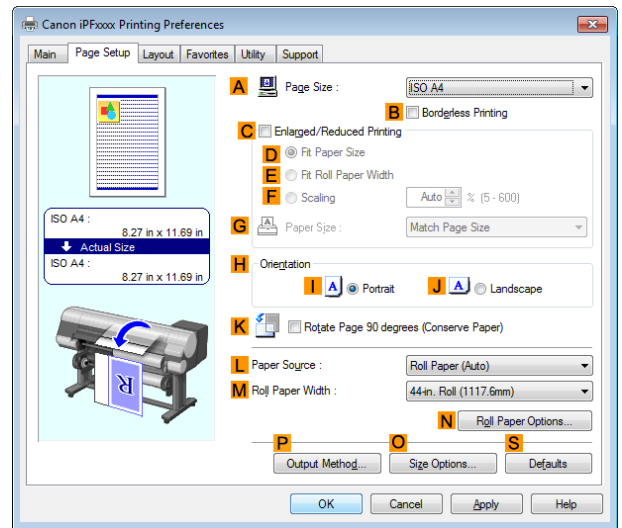 Canon iPFxxxx Printing Preferences
Main Page Setup Layout Favorites Utility Support
A Page Size : ISO A4
B Borderless Printing
C Enlarged/Reduced Printing
D Fit Paper Size
E Fit Roll Paper Width
F Scaling Auto % (5 - 600)
G Paper Size : Match Page Size
ISO A4 :
8.27 in x 11.69 in
Actual Size
ISO A4 :
8.27 in x 11.69 in
H Orientation
I A Portrait J A Landscape
K Rotate Page 90 degrees (Conserve Paper)
R
L Paper Source : Roll Paper (Auto)
M Roll Paper Width : 44-in. Roll (1117.6mm)
N Roll Paper Options...
P O S
Output Method... Size Options... Defaults
OK Cancel Apply Help